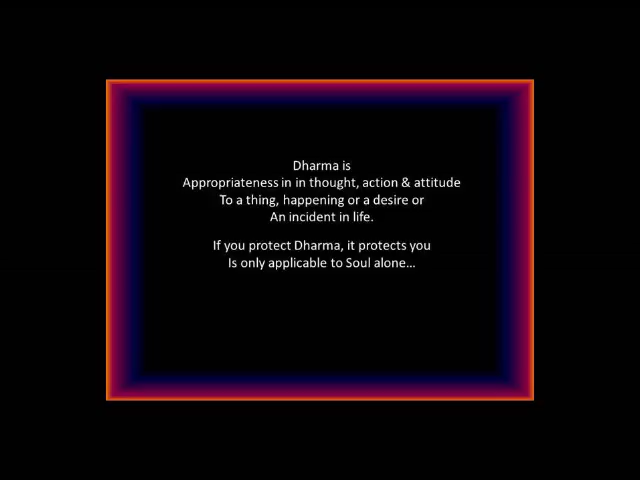 Dharma is
Appropriateness in in thought, action & attitude
To a thing, happening or a desire or
An incident in life.
If you protect Dharma, it protects you
Is only applicable to Soul alone...